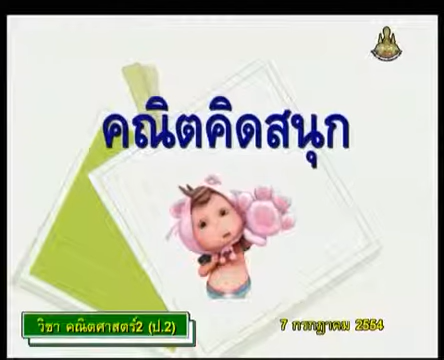 คณิตคิดสนุก
วิชา คณิตศาสตร์2 (ป.2)
7 กรกฎาคม 2554